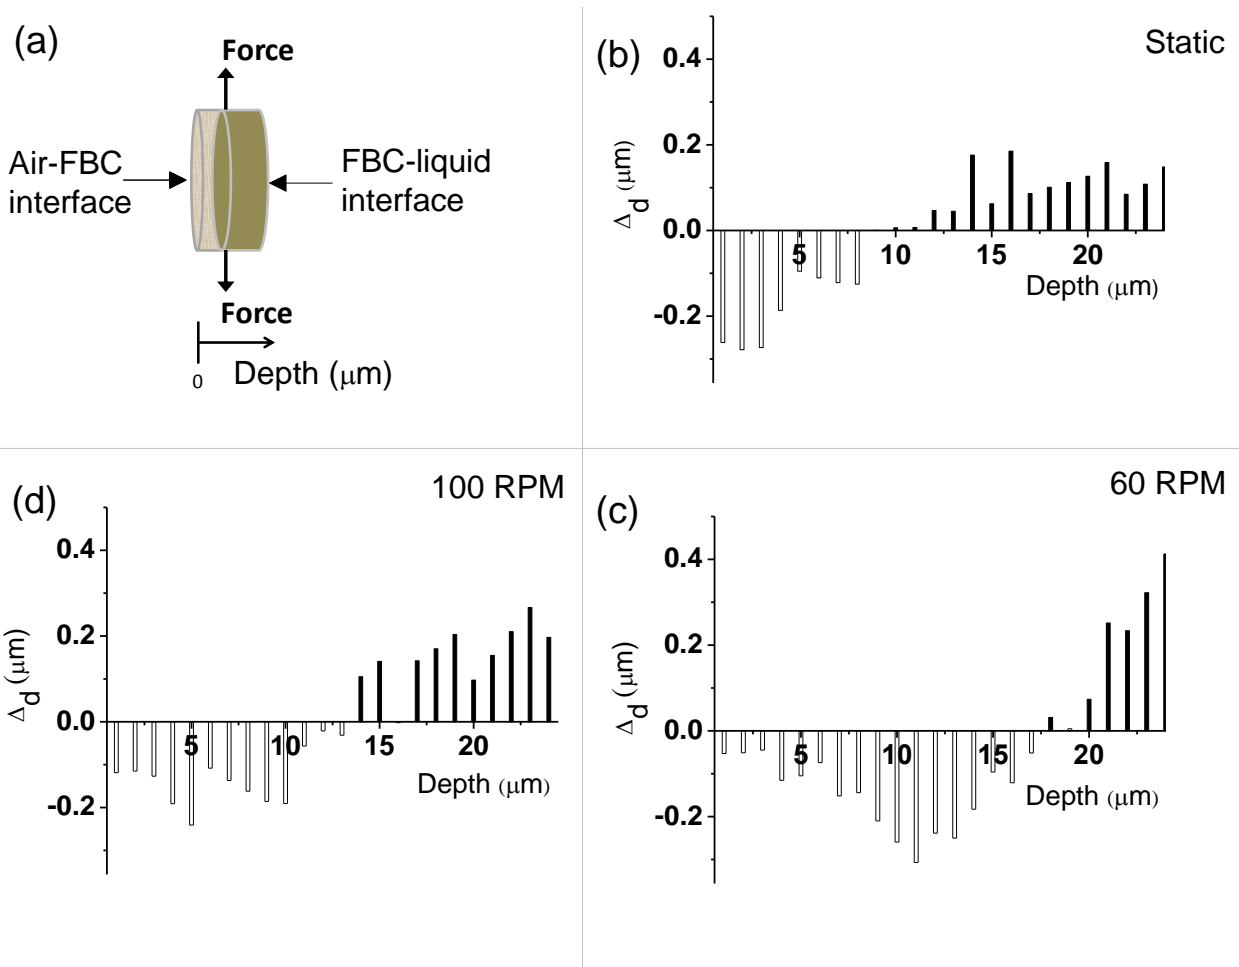 (a)
Force
Air-FBC
interface
FBC-liquid
interface
Force
0
Depth (μm)
(b)
Static
0.4
0.2
0.0
-0.2
Δd (μm)
5
10
15
20
Depth (μm)
(d)
100 RPM
0.4
0.2
0.0
-0.2
Δd (μm)
5
10
15
20
Depth (μm)
(c)
60 RPM
0.4
0.2
0.0
-0.2
Δd (μm)
5
10
15
20
Depth (μm)